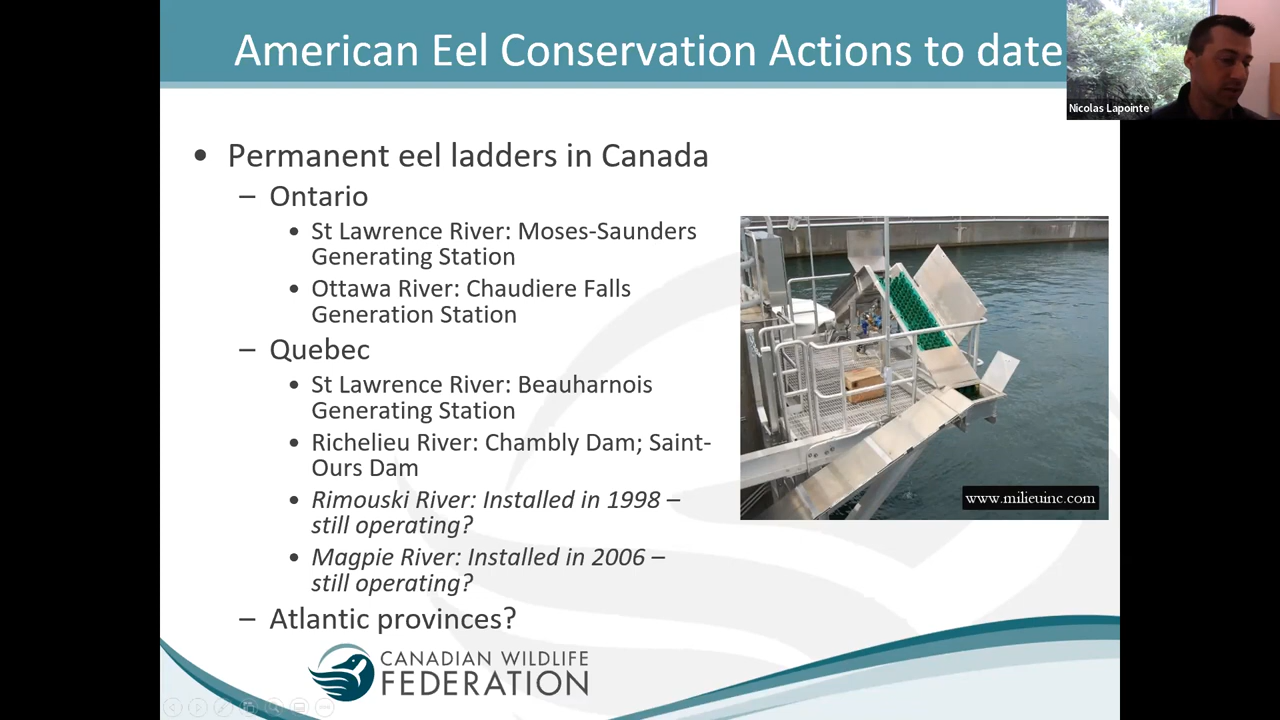 American Eel Conservation Actions to date
Nicolas Lapointe
• Permanent eel ladders in Canada
– Ontario
• St Lawrence River: Moses-Saunders
Generating Station
• Ottawa River: Chaudiere Falls
Generation Station
– Quebec
• St Lawrence River: Beauharnois
Generating Station
• Richelieu River: Chambly Dam; Saint-
Ours Dam
• Rimouski River: Installed in 1998 –
still operating?
• Magpie River: Installed in 2006 –
still operating?
– Atlantic provinces?
www.milieuinc.com
CANADIAN WILDLIFE
FEDERATION